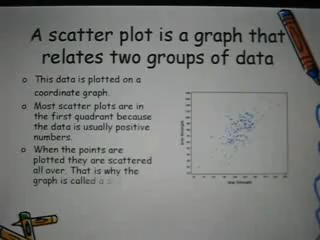 A scatter plot is a graph that
relates two groups of data
This data is plotted on a
coordinate graph.
Most scatter plots are in
the first quadrant because
the data is usually positive
numbers.
When the points are
plotted they are scattered
all over. That is why the
graph is called a s